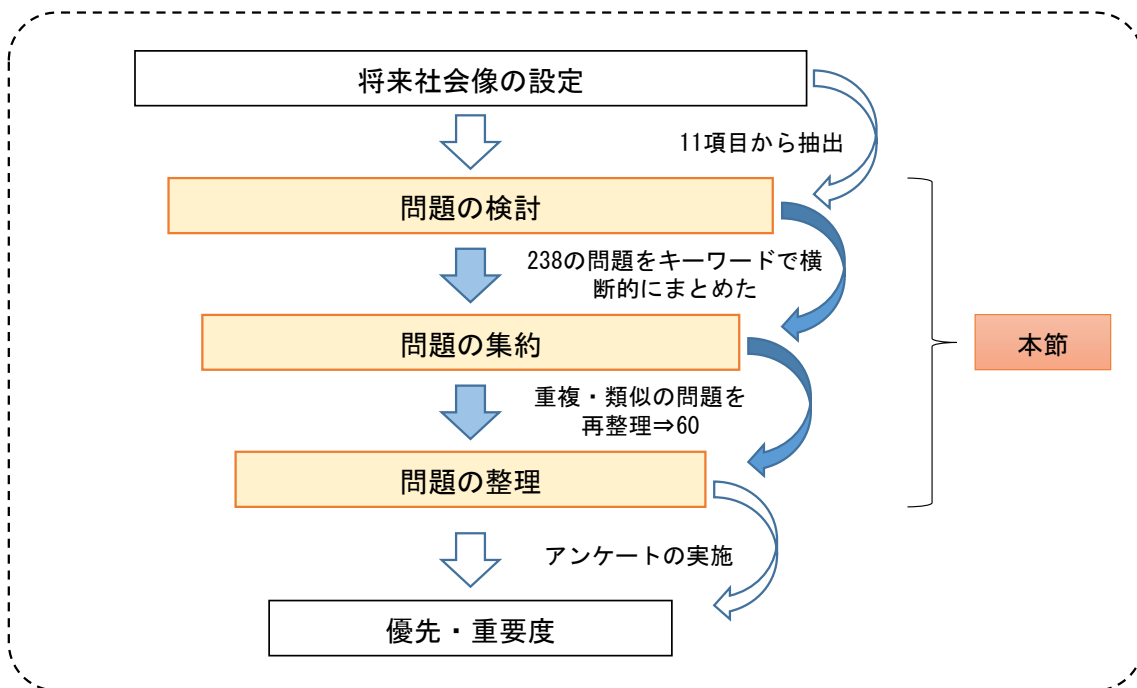 将来社会像の設定
11項目から抽出
問題の検討
238の問題をキーワードで横
断的にまとめた
問題の集約
本節
重複・類似の問題を
再整理⇒60
問題の整理
アンケートの実施
優先・重要度